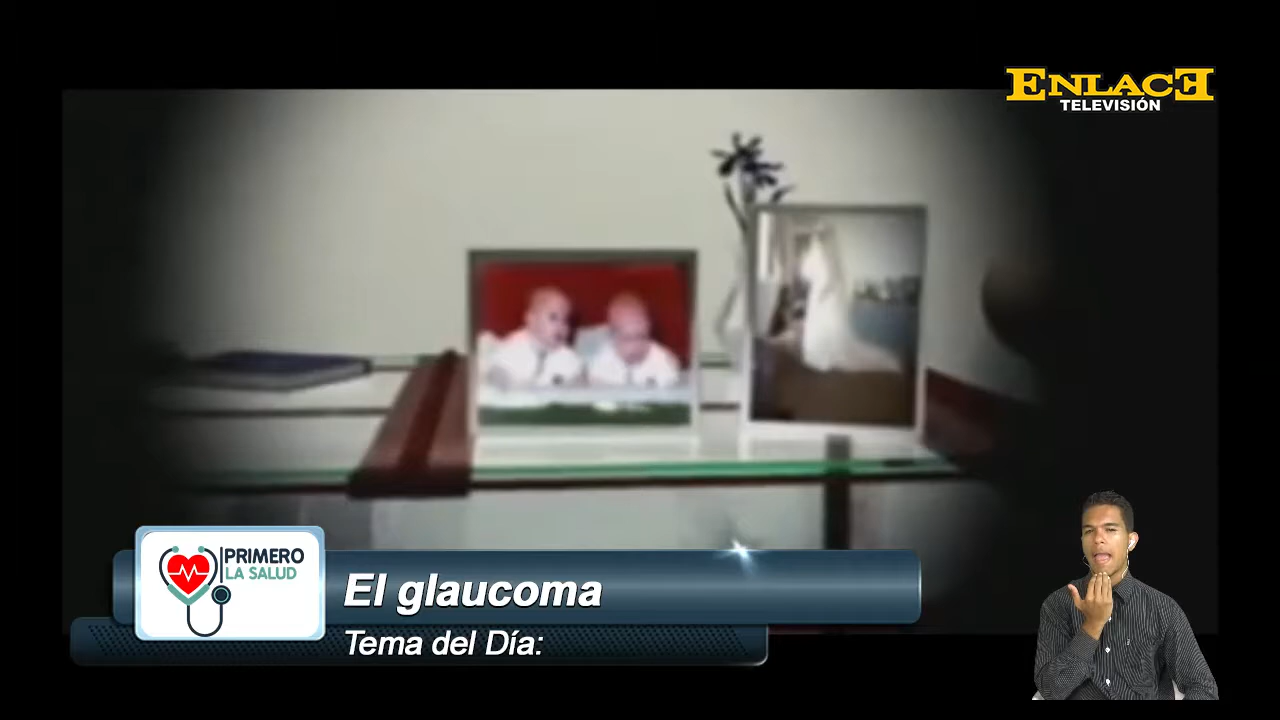 ENLACE
TELEVISIÓN
PRIMERO
LA SALUD
El glaucoma
Tema del Día: